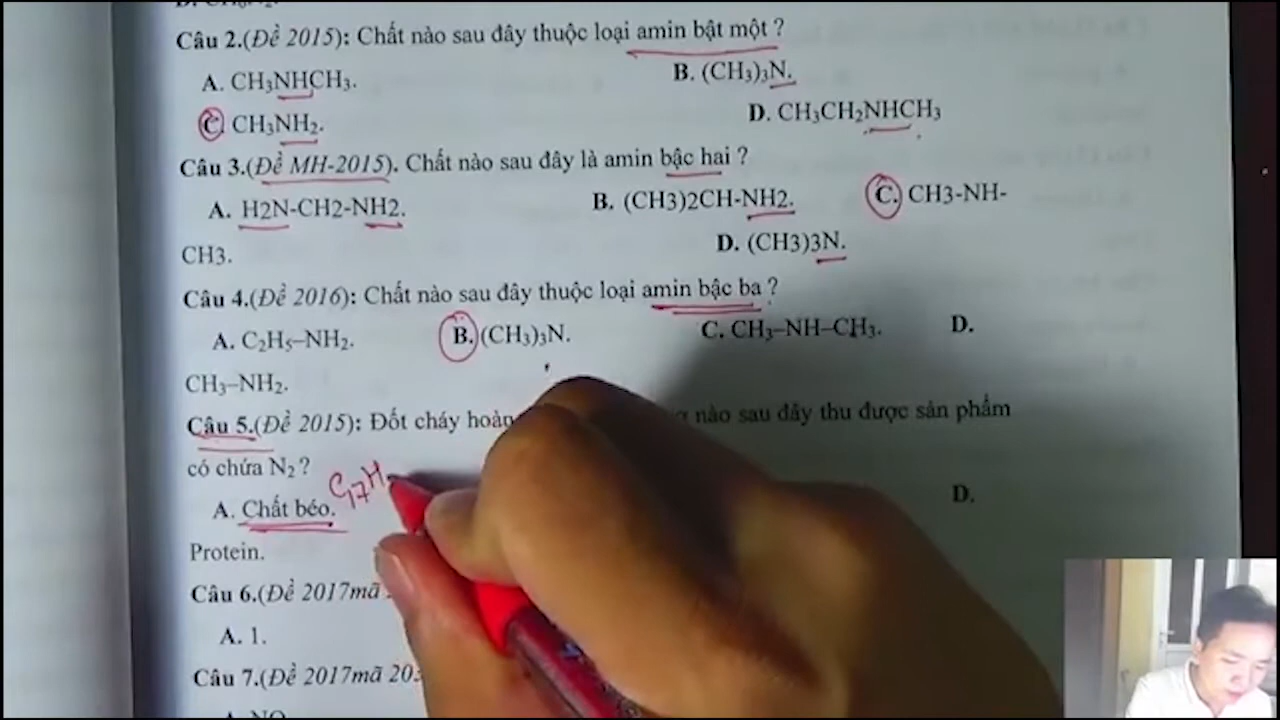 Câu 2.(Đề 2015): Chất nào sau đây thuộc loại amin bật một ?
A. CH₃NHCH₃. B. (CH₃)₃N.
C. CH₃NH₂. D. CH₃CH₂NHCH₃
Câu 3.(Đề MH-2015). Chất nào sau đây là amin bậc hai ?
A. H2N-CH2-NH2. B. (CH3)2CH-NH2. C. CH3-NH-
CH3. D. (CH3)3N.
Câu 4.(Đề 2016): Chất nào sau đây thuộc loại amin bậc ba ?
A. C₂H₅–NH₂. B. (CH₃)₃N. C. CH₃–NH–CH₃. D.
CH₃–NH₂.
Câu 5.(Đề 2015): Đốt cháy nào sau đây thu được sản phẩm
có chứa N₂ ?
A. Chất béo. C₁₇H D.
Protein.
Câu 6.(Đề 2017mã
A. 1.
Câu 7.(Đề 2017mã